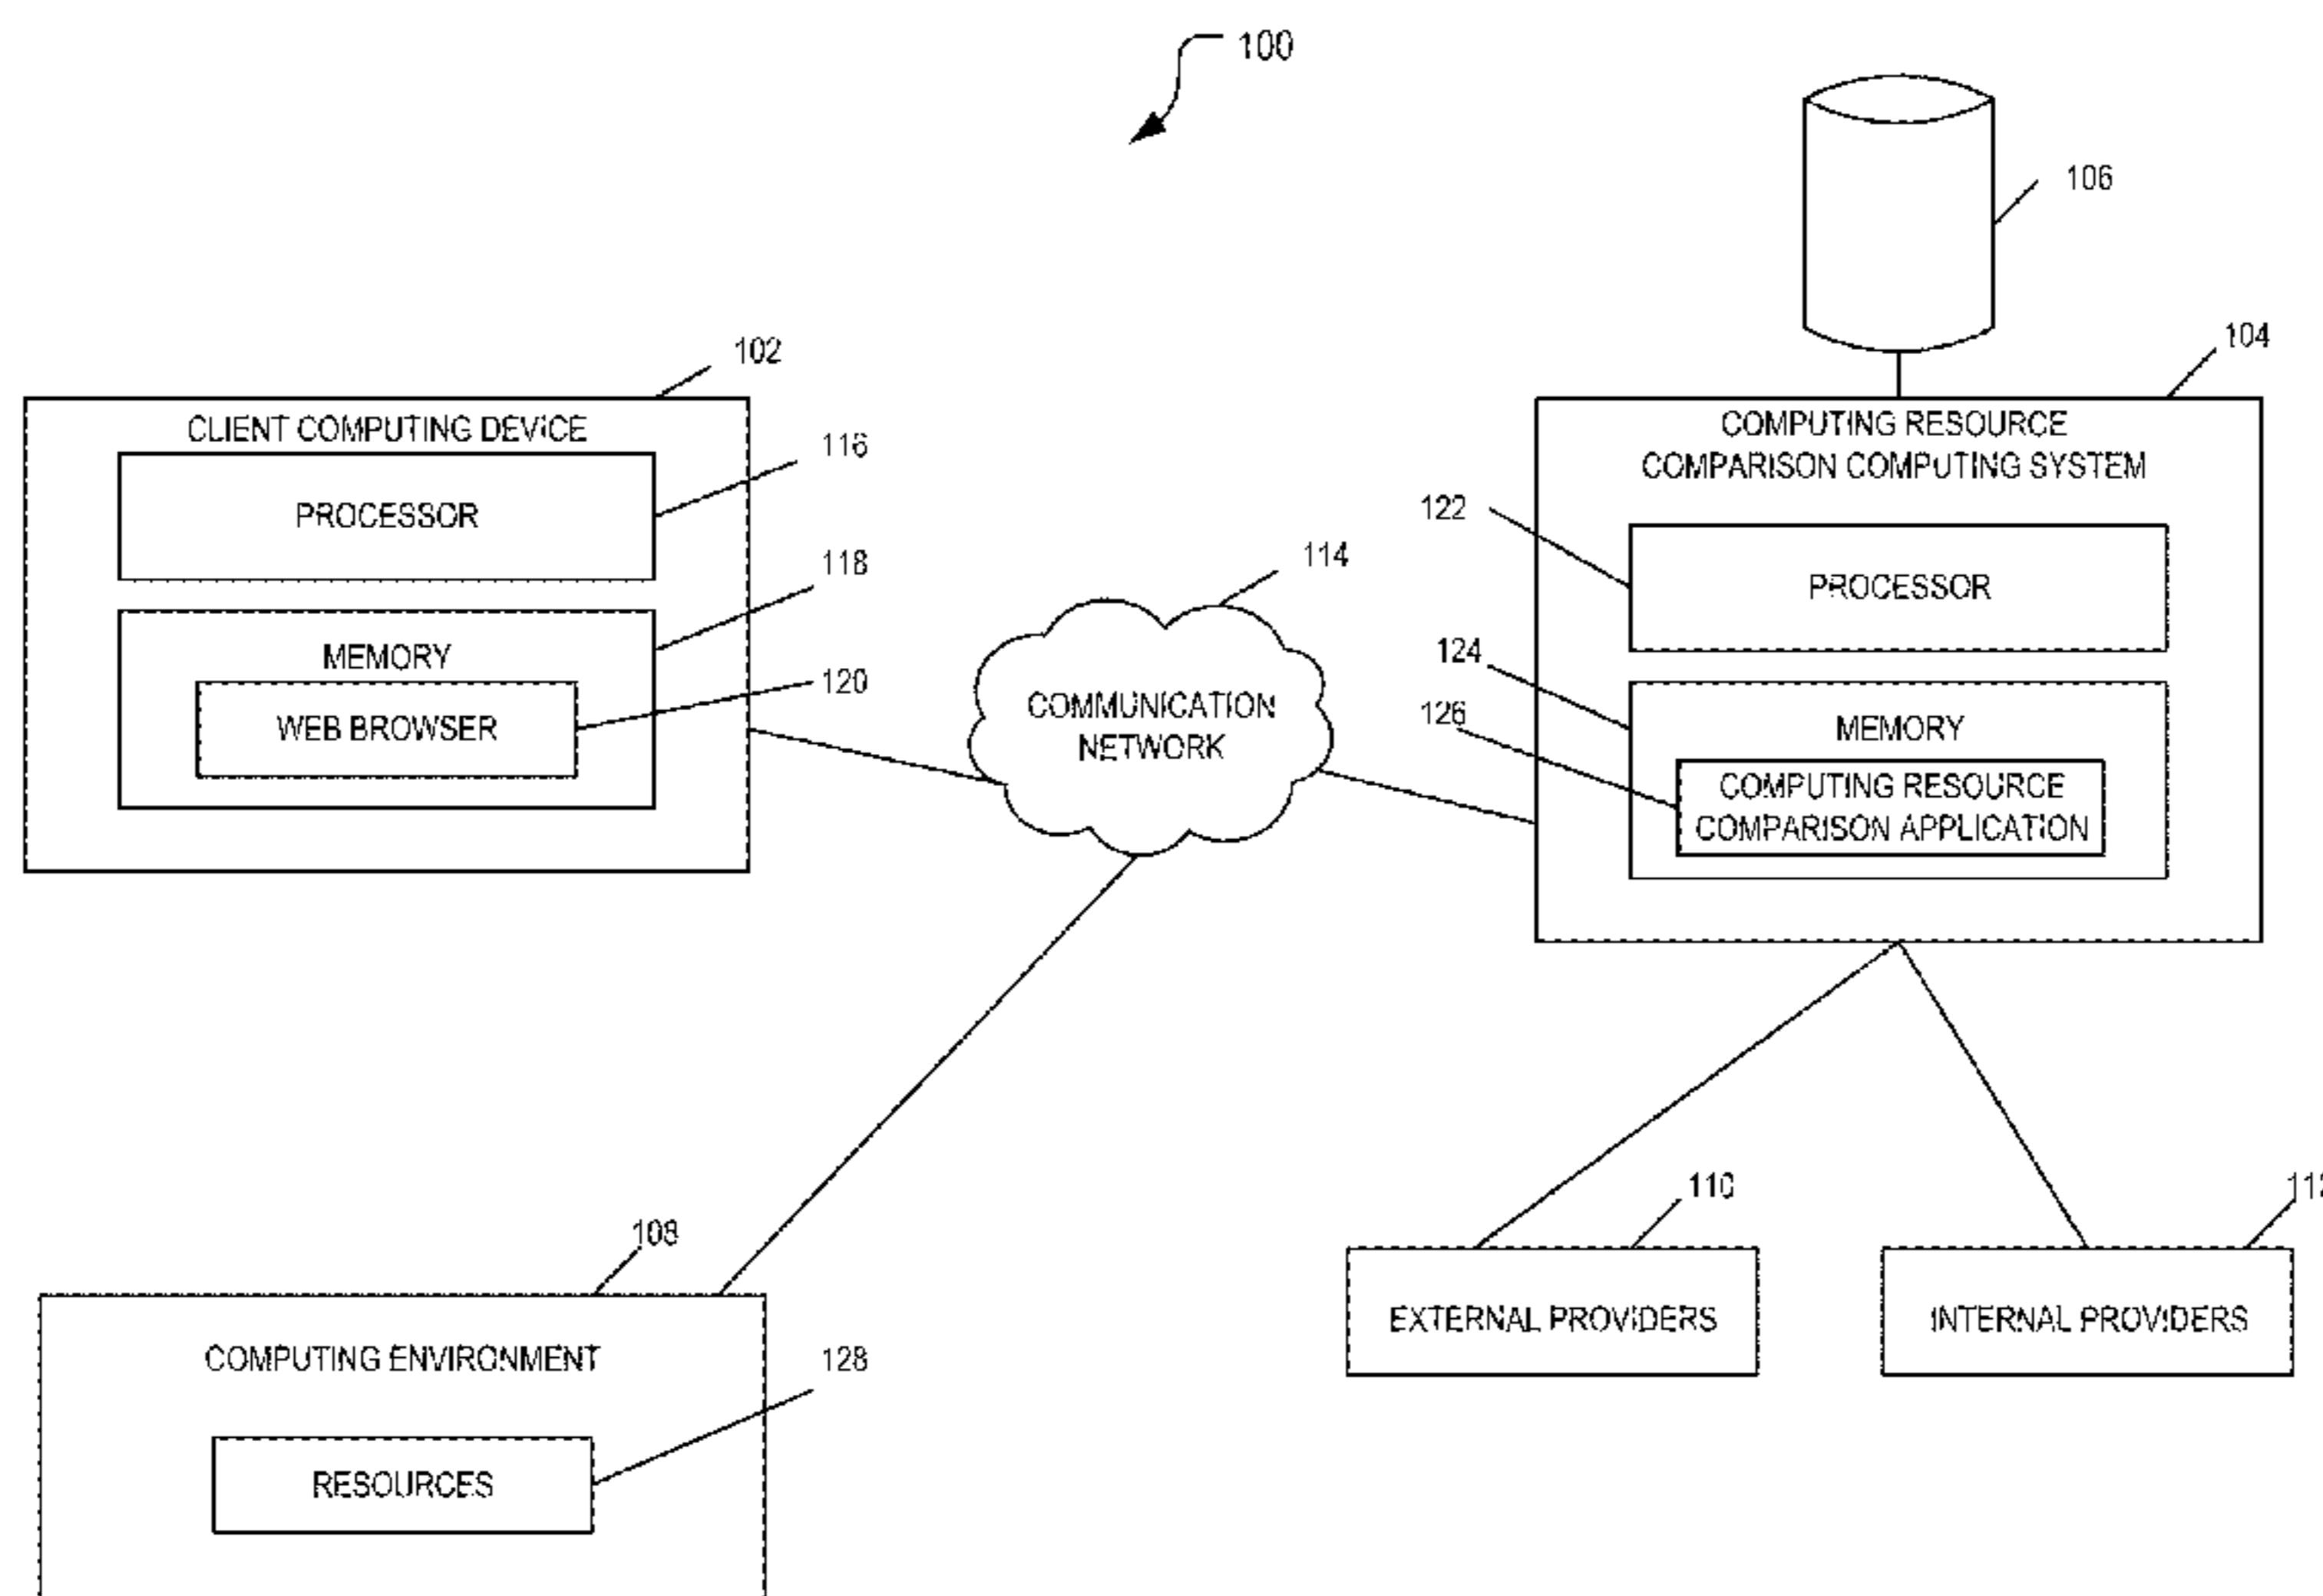 100
106
102
104
CLIENT COMPUTING DEVICE
116
PROCESSOR
118
MEMORY
120
WEB BROWSER
114
COMMUNICATION
NETWORK
COMPUTING RESOURCE
COMPARISON COMPUTING SYSTEM
122
PROCESSOR
124
MEMORY
126
COMPUTING RESOURCE
COMPARISON APPLICATION
108
COMPUTING ENVIRONMENT
128
RESOURCES
110
EXTERNAL PROVIDERS
INTERNAL PROVIDERS